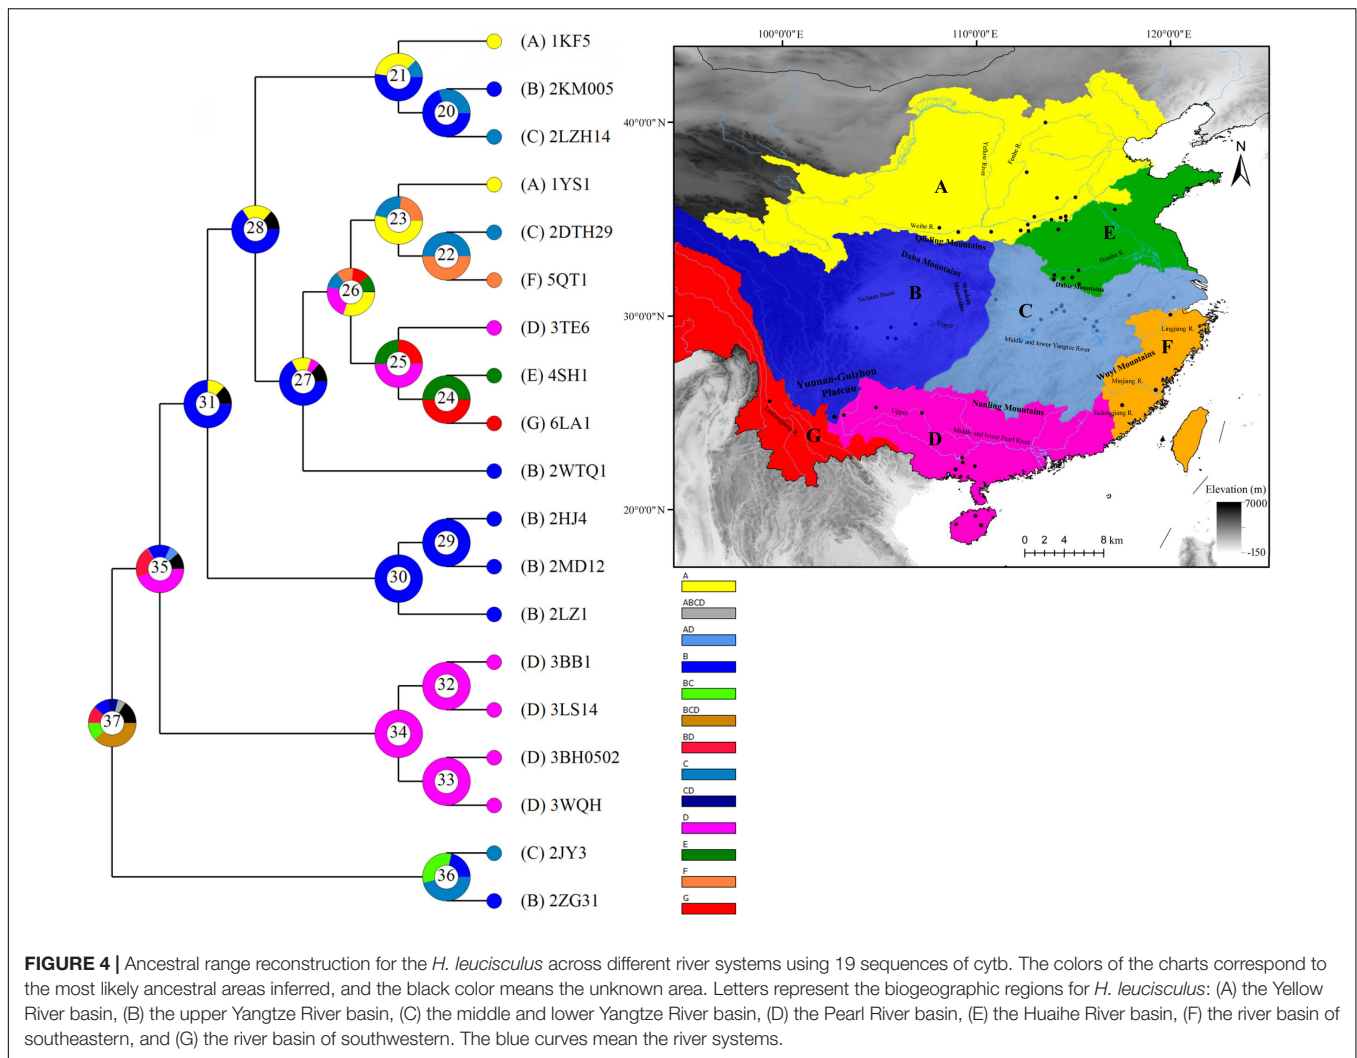 (A) 1KF5
(B) 2KM005
(C) 2LZH14
(A) 1YS1
(C) 2DTH29
(F) 5QT1
(D) 3TE6
(E) 4SH1
(G) 6LA1
(B) 2WTQ1
(B) 2HJ4
(B) 2MD12
(B) 2LZ1
(D) 3BB1
(D) 3LS14
(D) 3BH0502
(D) 3WQH
(C) 2JY3
(B) 2ZG31
21
20
23
28
22
26
25
27
24
31
29
35
30
32
34
37
33
36
100°0'0"E
110°0'0"E
120°0'0"E
40°0'0"N
30°0'0"N
20°0'0"N
N
A
Yellow River
Fenhe R.
Weihe R.
Qinling Mountains
E
Huaihe R.
Dabie Mountains
Daba Mountains
Wushan Mountains
B
Sichuan Basin
Upper
C
Middle and lower Yangtze River
Lingjiang R.
F
Wuyi Mountains
Minjiang R.
Jiulongjiang R.
Yunnan-Guizhou
Plateau
Nanling Mountains
Upper
Middle and lower Pearl River
D
G
Elevation (m)
7000
-150
0 2 4 8 km
A
ABCD
AD
B
BC
BCD
BD
C
CD
D
E
F
G
FIGURE 4 | Ancestral range reconstruction for the H. leucisculus across different river systems using 19 sequences of cytb. The colors of the charts correspond to
the most likely ancestral areas inferred, and the black color means the unknown area. Letters represent the biogeographic regions for H. leucisculus: (A) the Yellow
River basin, (B) the upper Yangtze River basin, (C) the middle and lower Yangtze River basin, (D) the Pearl River basin, (E) the Huaihe River basin, (F) the river basin of
southeastern, and (G) the river basin of southwestern. The blue curves mean the river systems.